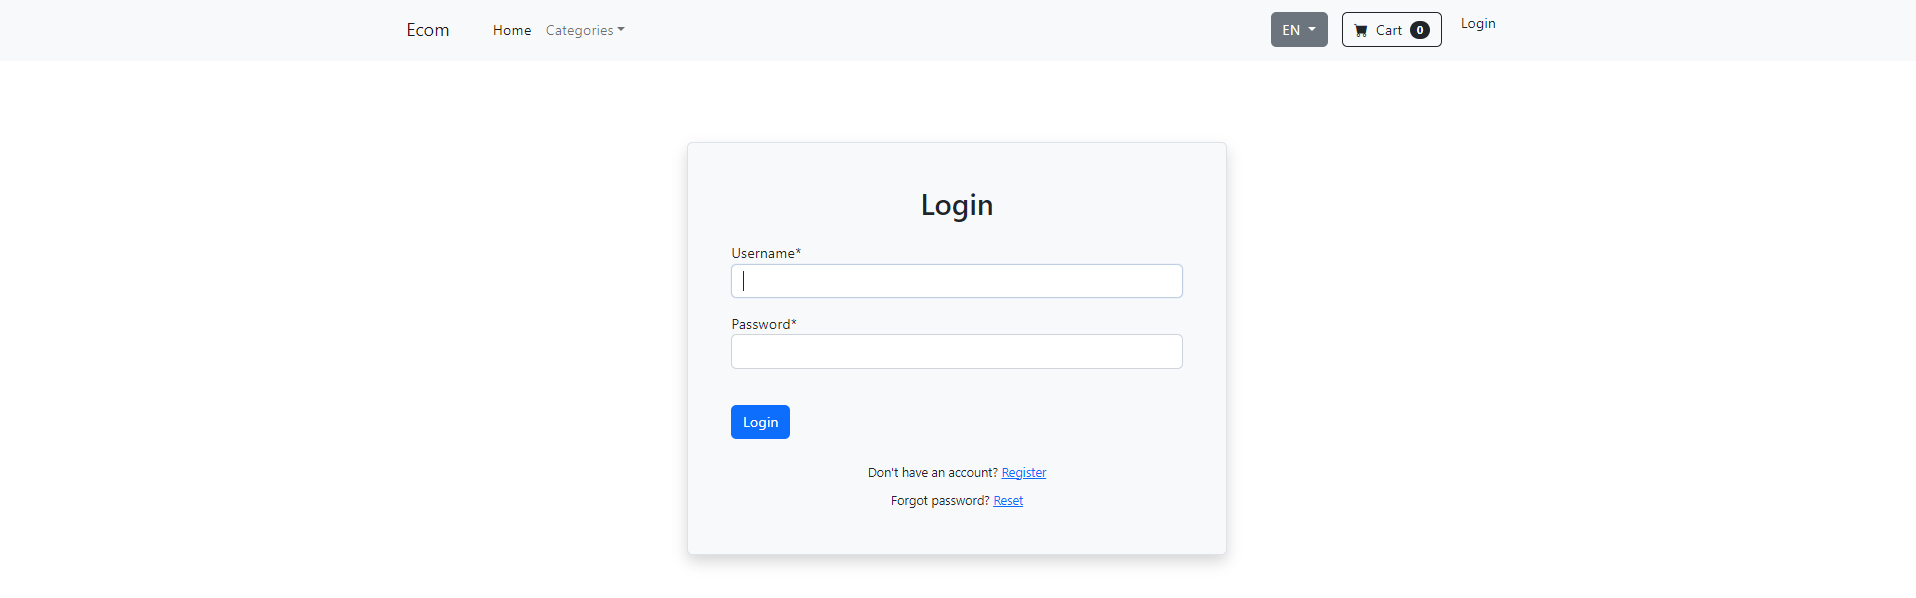 Ecom Home Categories EN Cart 0 Login
Login
Username*
Password*
Login
Don't have an account? Register
Forgot password? Reset